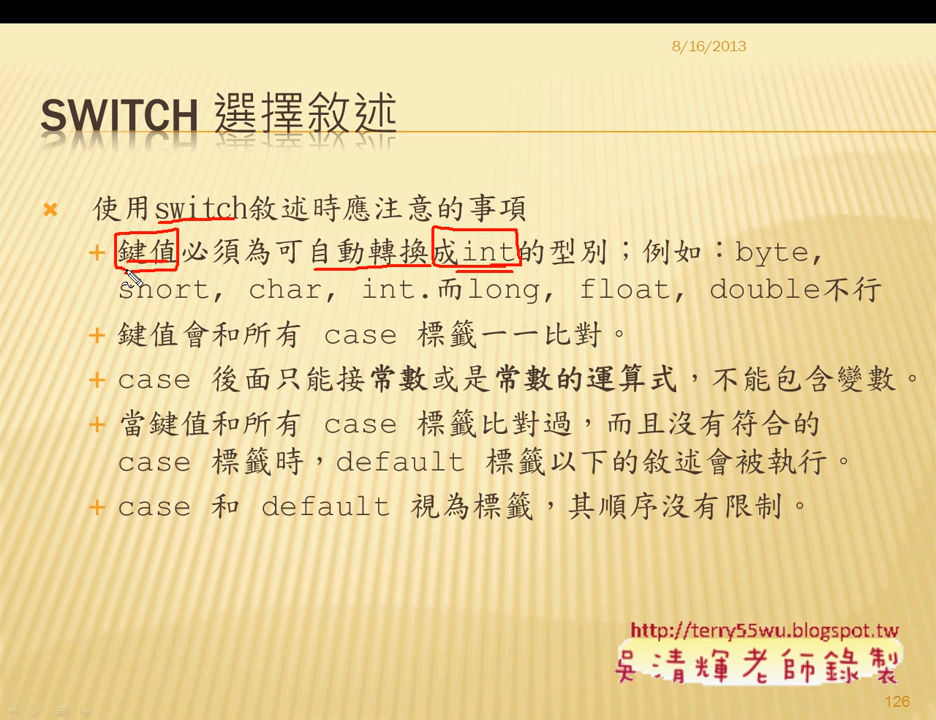 8/16/2013
SWITCH 選擇敘述
使用switch敘述時應注意的事項
鍵值必須為可自動轉換成int的型別；例如：byte,
short, char, int.而long, float, double不行
鍵值會和所有 case 標籤一一比對。
case 後面只能接常數或是常數的運算式，不能包含變數。
當鍵值和所有 case 標籤比對過，而且沒有符合的
case 標籤時，default 標籤以下的敘述會被執行。
case 和 default 視為標籤，其順序沒有限制。
http://terry55wu.blogspot.tw
吳清輝老師錄製
126